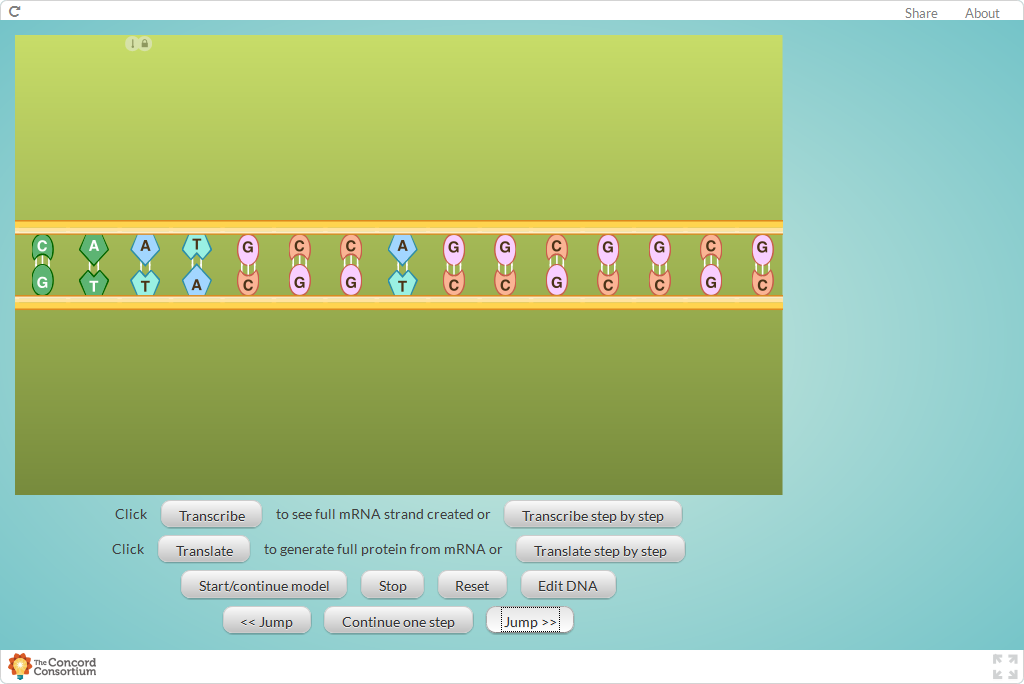 Share About
C A A T G C C A G G C G G C G
G T T A C G G T C C G C C G C
Click Transcribe to see full mRNA strand created or Transcribe step by step
Click Translate to generate full protein from mRNA or Translate step by step
Start/continue model Stop Reset Edit DNA
<< Jump Continue one step Jump >>
The Concord
Consortium